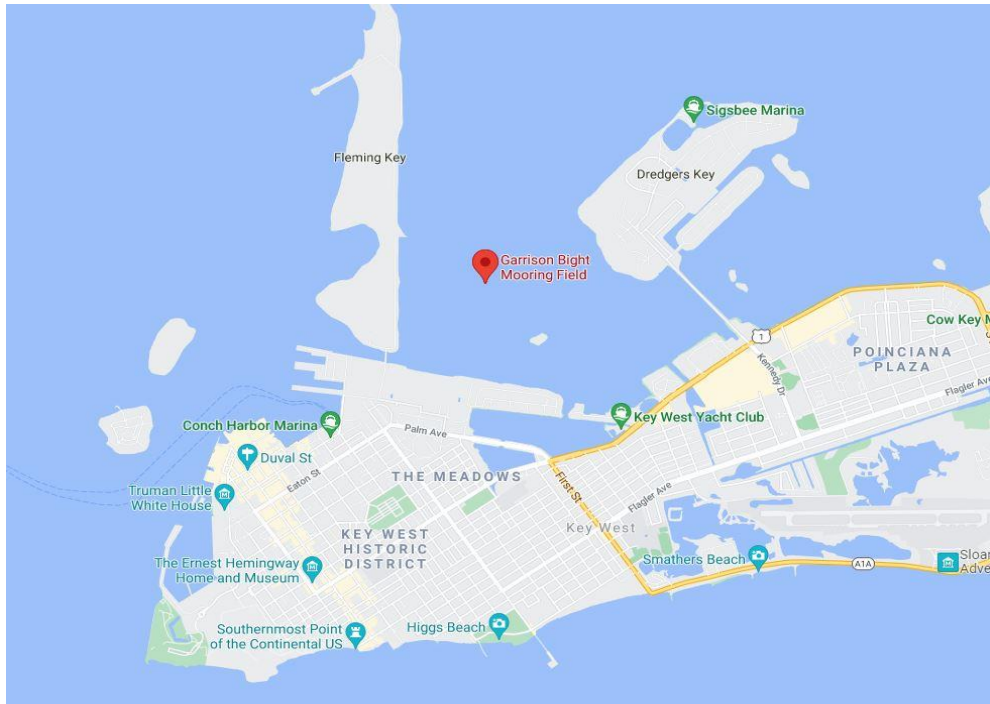 Sigsbee Marina
Fleming Key
Dredgers Key
Garrison Bight
Mooring Field
1
Cow Key M
POINCIANA
PLAZA
Kennedy Dr
Flagler Ave
Key West Yacht Club
Conch Harbor Marina
Palm Ave
Duval St
Eaton St
THE MEADOWS
First St
Flagler Ave
Truman Little
White House
Key West
KEY WEST
HISTORIC
DISTRICT
Smathers Beach
A1A
Sloan
Adve
The Ernest Hemingway
Home and Museum
Higgs Beach
Southernmost Point
of the Continental US